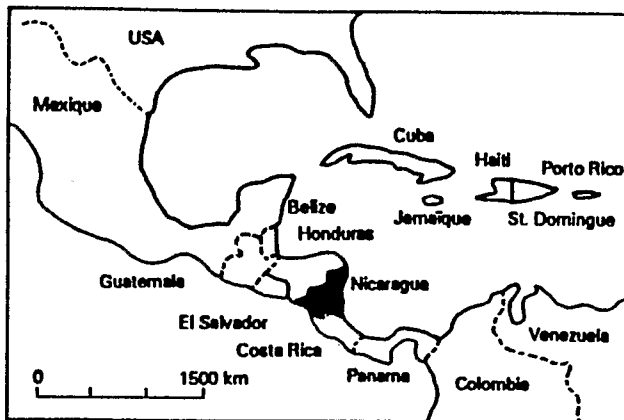 USA
Mexique
Cuba
Haiti
Porto Rico
Jamaïque
St. Domingue
Belize
Honduras
Guatemala
Nicaragua
El Salvador
Costa Rica
Venezuela
Panama
Colombie
0 1500 km